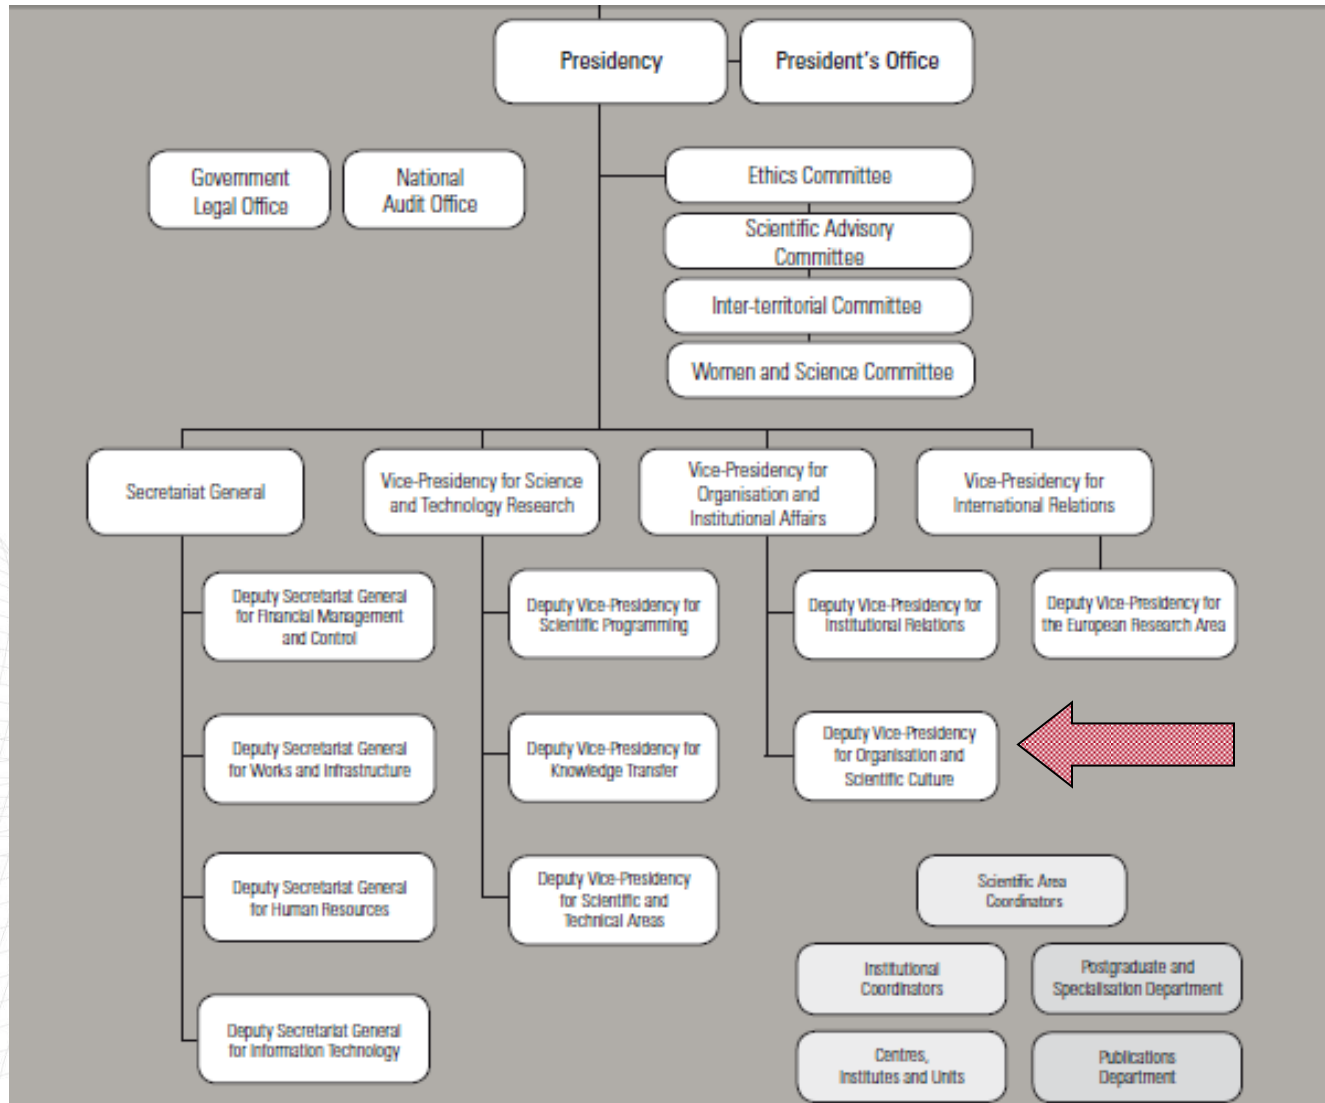 Presidency
President's Office
Government
Legal Office
National
Audit Office
Ethics Committee
Scientific Advisory
Committee
Inter-territorial Committee
Women and Science Committee
Secretariat General
Vice-Presidency for Science
and Technology Research
Vice-Presidency for
Organisation and
Institutional Affairs
Vice-Presidency for
International Relations
Deputy Secretariat General
for Financial Management
and Control
Deputy Vice-Presidency for
Scientific Programming
Deputy Vice-Presidency for
Institutional Relations
Deputy Vice-Presidency for
the European Research Area
Deputy Secretariat General
for Works and Infrastructure
Deputy Vice-Presidency for
Knowledge Transfer
Deputy Vice-Presidency
for Organisation and
Scientific Culture
Deputy Secretariat General
for Human Resources
Deputy Vice-Presidency
for Scientific and
Technical Areas
Scientific Area
Coordinators
Institutional
Coordinators
Postgraduate and
Specialisation Department
Deputy Secretariat General
for Information Technology
Centres,
Institutes and Units
Publications
Department